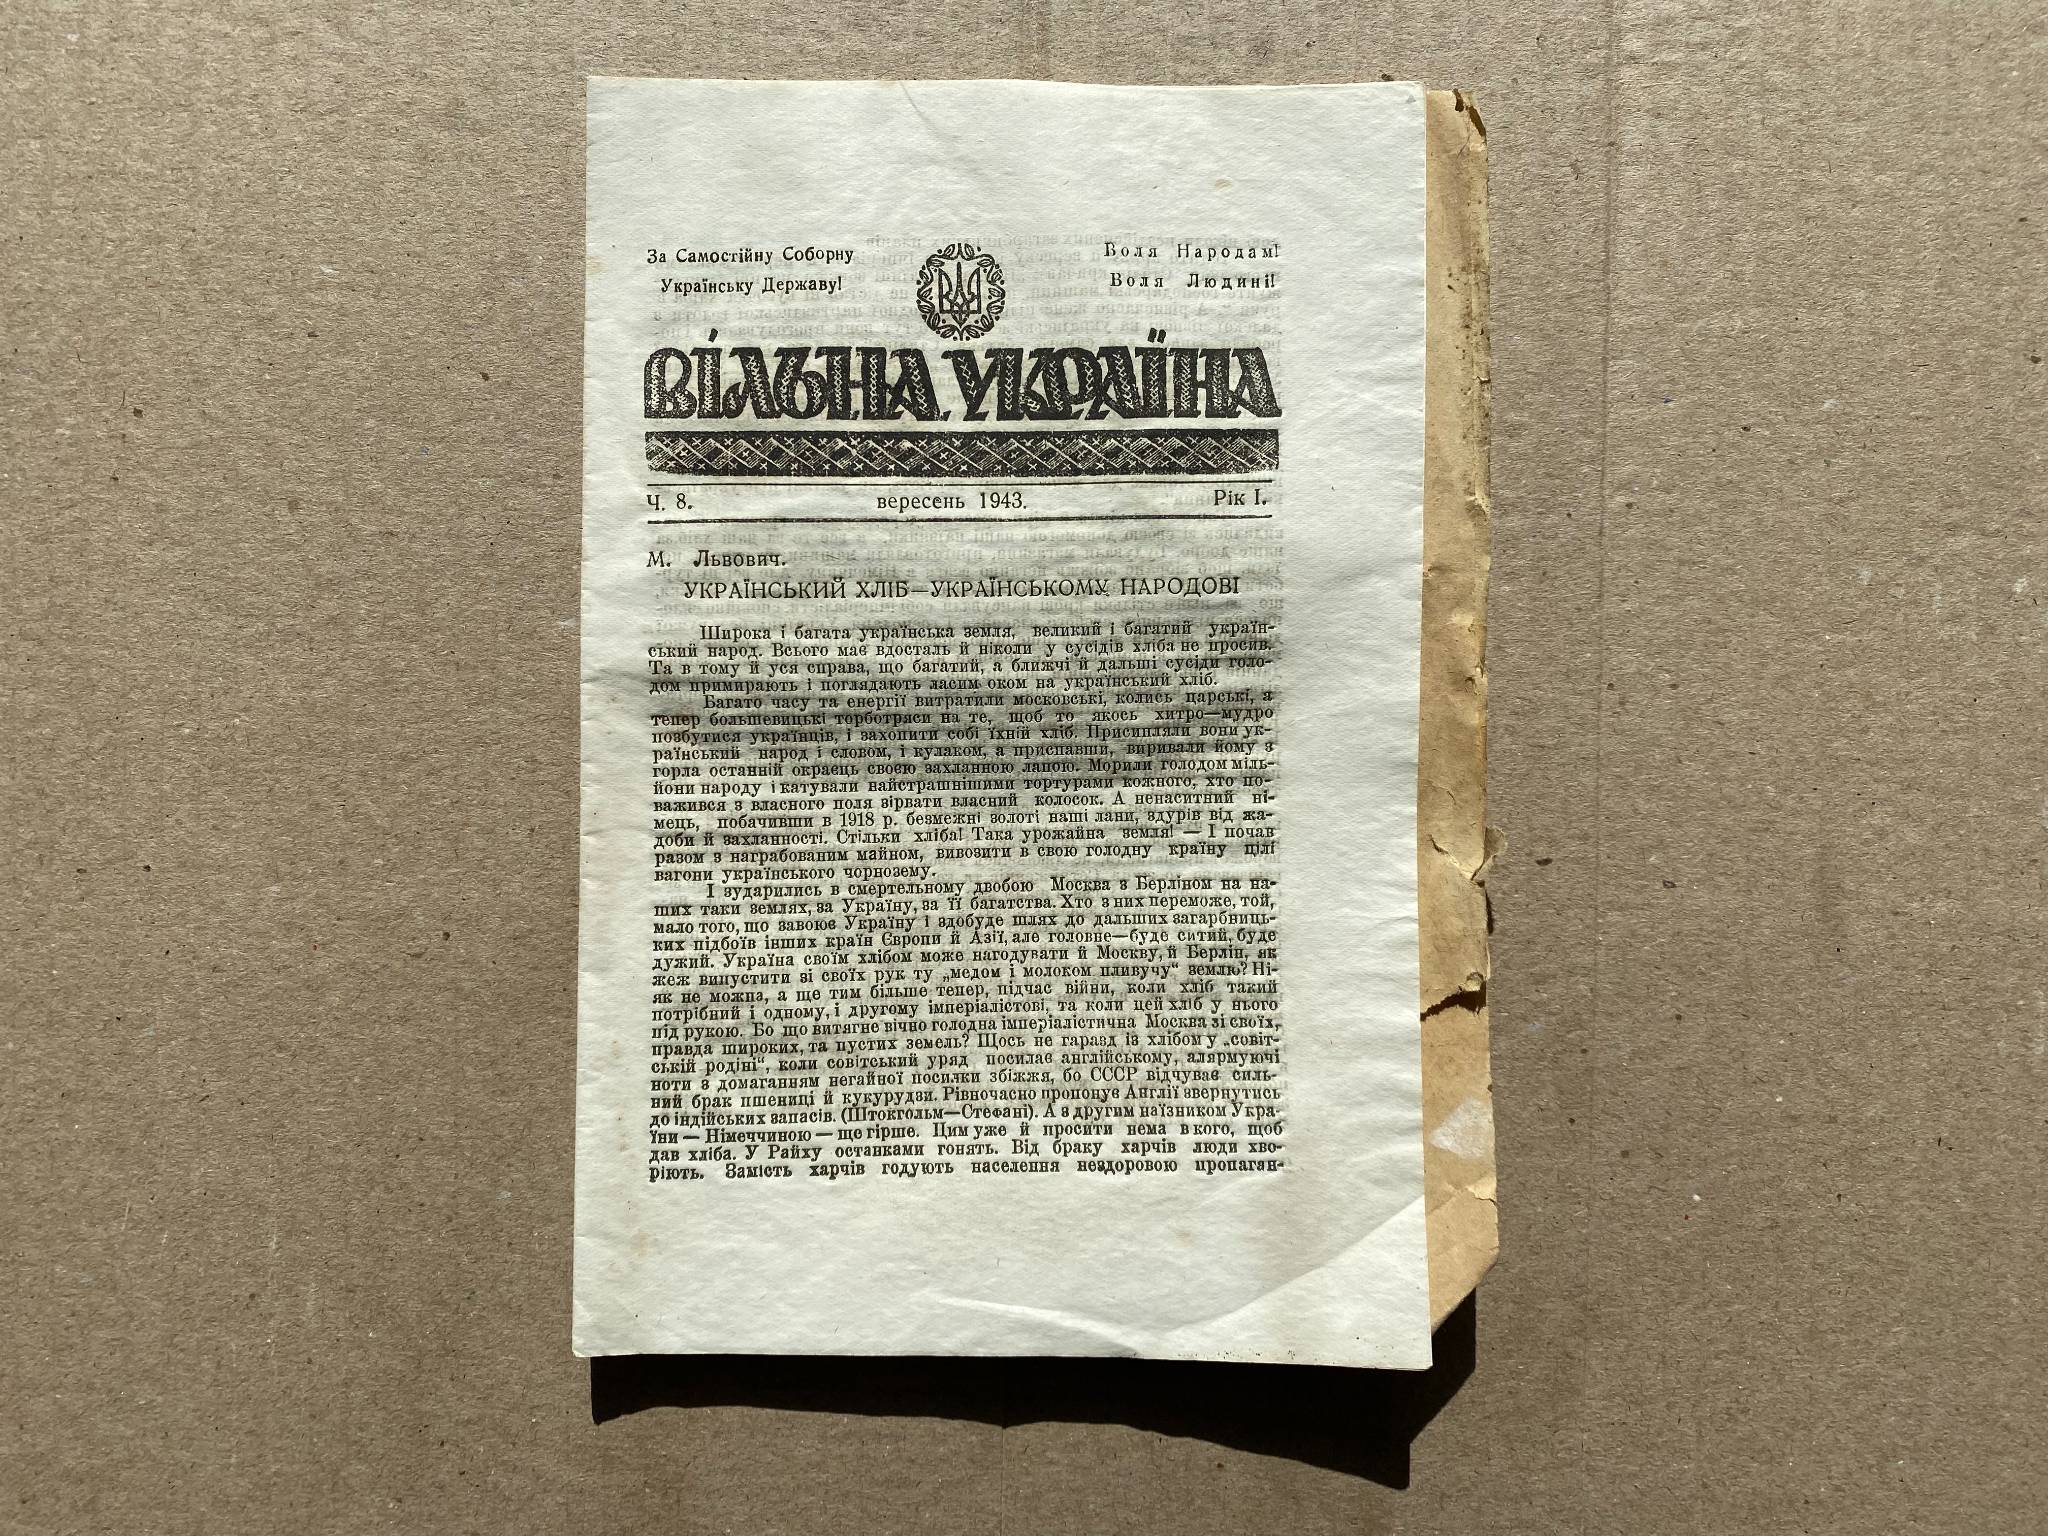 За Самостійну Соборну
Українську Державу!
Воля Народам!
Воля Людині!
ВІЛЬНА УКРАЇНА
Ч. 8. вересень 1943. Рік І.
М. Львович.
УКРАЇНСЬКИЙ ХЛІБ—УКРАЇНСЬКОМУ НАРОДОВІ
Широка і багата українська земля, великий і багатий україн-
ський народ. Всього має вдосталь й ніколи у сусідів хліба не просив.
Та в тому й уся справа, що багатий, а ближчі й дальші сусіди голо-
дом примирають і поглядають ласим оком на український хліб.
Багато часу та енергії витратили московські, колись царські, а
тепер большевицькі торботряси на те, щоб то якось хитро—мудро
позбутися українців, і захопити собі їхній хліб. Присипляли вони ук-
раїнський народ і словом, і кулаком, а приспавши, виривали йому з
горла останній окраєць своєю захланною лапою. Морили голодом міль-
йони народу і катували найстрашнішими тортурами кожного, хто по-
важився з власного поля зірвати власний колосок. А ненаситний ні-
мець, побачивши в 1918 р. безмежні золоті наші лани, здурів від жа-
доби й захланності. Стільки хліба! Така урожайна земля! — І почав
разом з награбованим майном, вивозити в свою голодну країну цілі
вагони українського чорнозему.
І зударились в смертельному двобою Москва з Берліном на на-
ших таки землях, за Україну, за її багатства. Хто з них переможе, той,
мало того, що завоює Україну і здобуде шлях до дальших загарбниць-
ких підбоїв інших країн Європи й Азії, але головне—буде ситий, буде
дужий. Україна своїм хлібом може нагодувати й Москву, й Берлін, як
жеж випустити зі своїх рук ту „медом і молоком пливучу“ землю? Ні-
як не можна, а ще тим більше тепер, підчас війни, коли хліб такий
потрібний і одному, і другому імперіалістові, та коли цей хліб у нього
під рукою. Бо що витягне вічно голодна імперіалістична Москва зі своїх,
правда широких, та пустих земель? Щось не гаразд із хлібом у „совіт-
ській родіні“, коли совітський уряд посилає англійському, алярмуючі
ноти з домаганням негайної посилки збіжжя, бо СССР відчуває силь-
ний брак пшениці й кукурудзи. Рівночасно пропонує Англії звернутись
до індійських запасів. (Штокгольм—Стефані). А з другим наїзником Укра-
їни — Німеччиною — ще гірше. Цим уже й просити нема в кого, щоб
дав хліба. У Райху останками гонять. Від браку харчів люди хво-
ріють. Замість харчів годують населення нездоровою пропаган-